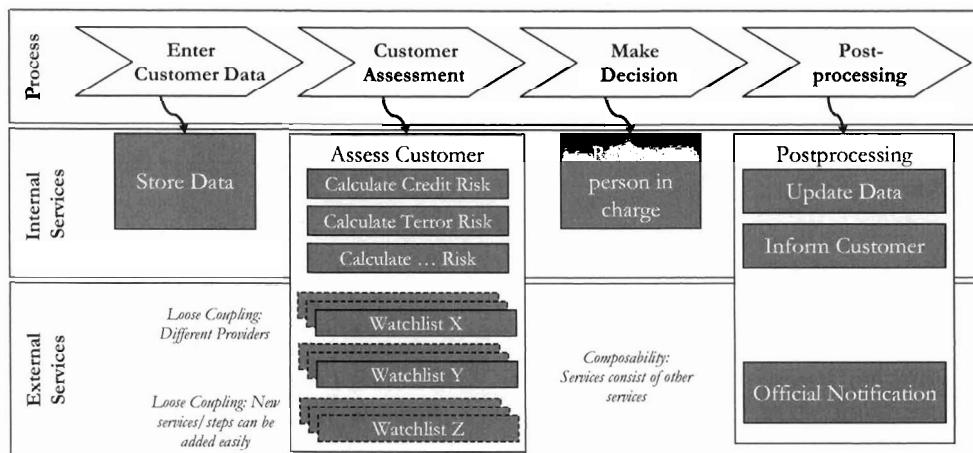 Process
Enter
Customer Data
Customer
Assessment
Make
Decision
Post-
processing
Internal
Services
Store Data
Assess Customer
Calculate Credit Risk
Calculate Terror Risk
Calculate ... Risk
person in
charge
Postprocessing
Update Data
Inform Customer
External
Services
Loose Coupling:
Different Providers
Loose Coupling: New
services/steps can be
added easily
Watchlist X
Watchlist Y
Watchlist Z
Composability:
Services consist of other
services
Official Notification